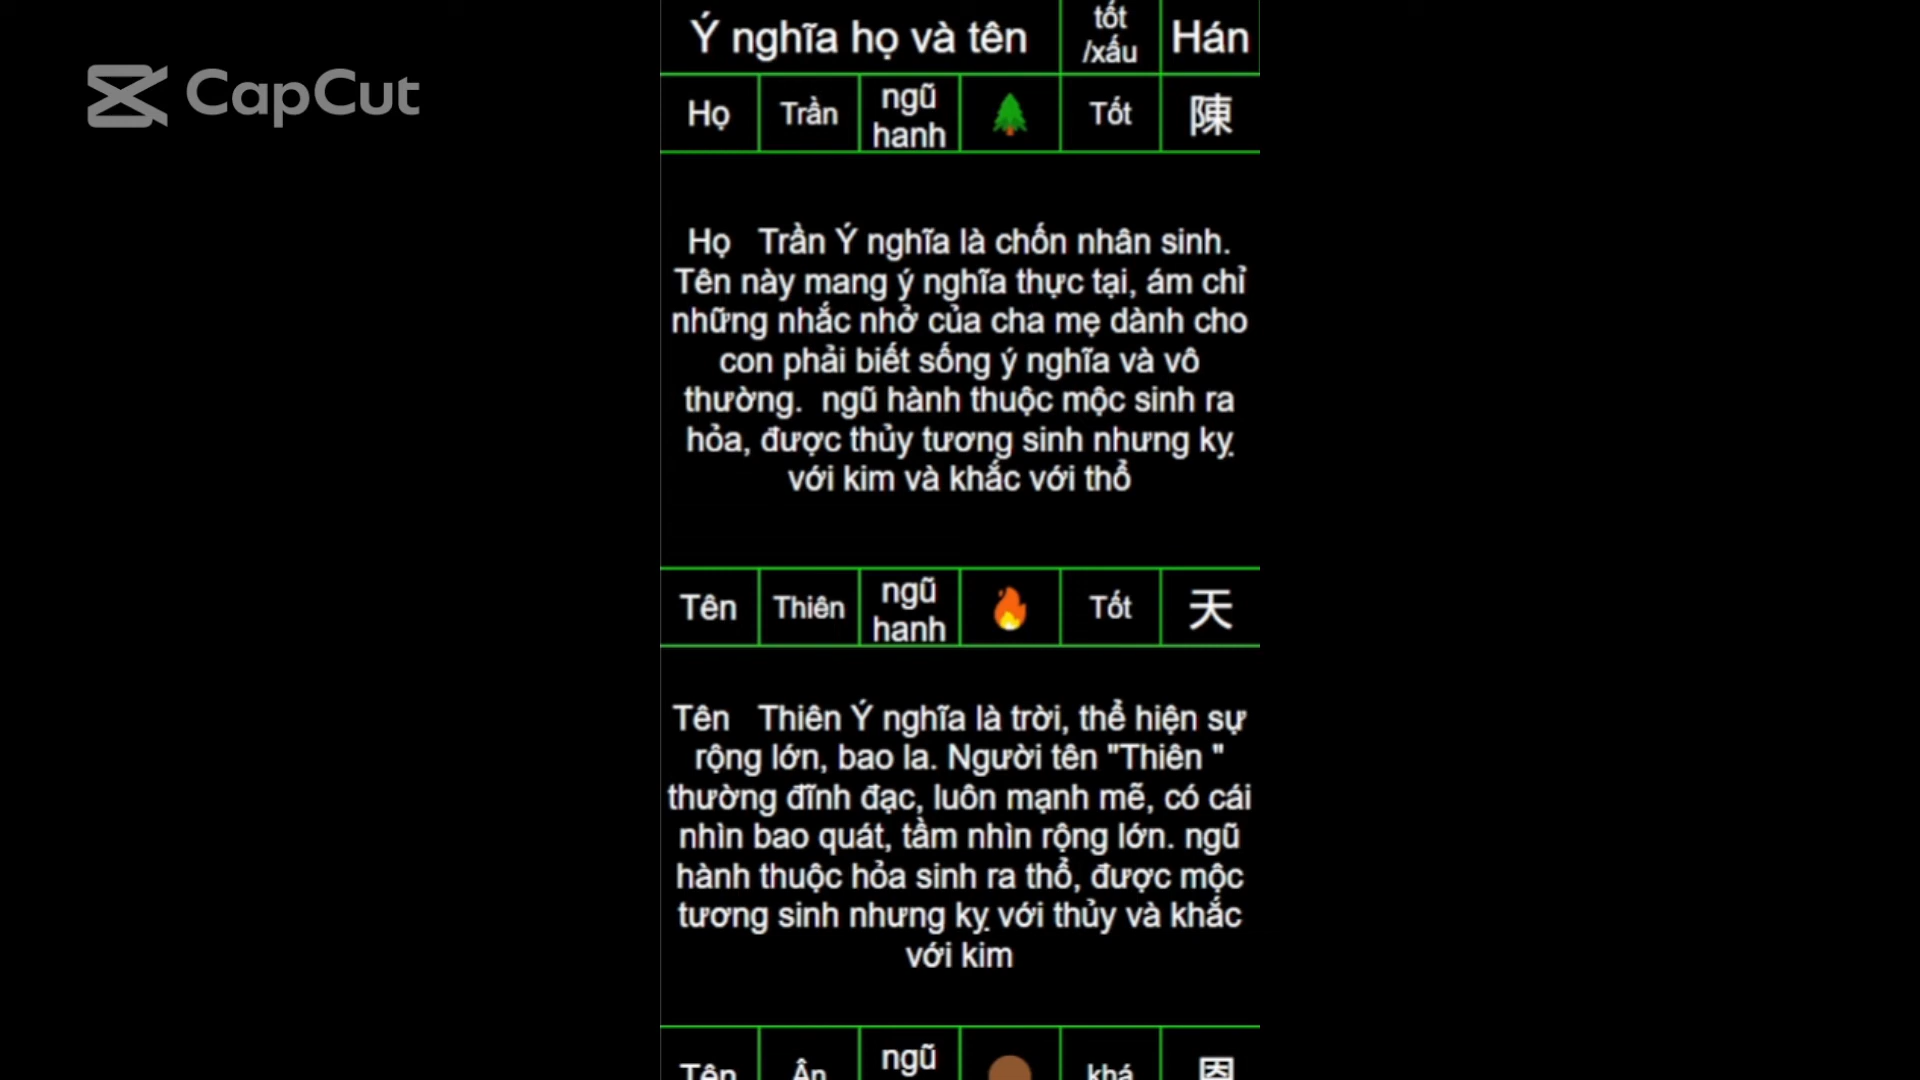 CapCut
Ý nghĩa họ và tên tốt /xấu Hán
Họ Trần ngũ hanh Tốt 陳
Họ Trần Ý nghĩa là chốn nhân sinh.
Tên này mang ý nghĩa thực tại, ám chỉ
những nhắc nhở của cha mẹ dành cho
con phải biết sống ý nghĩa và vô
thường. ngũ hành thuộc mộc sinh ra
hỏa, được thủy tương sinh nhưng kỵ
với kim và khắc với thổ
Tên Thiên ngũ hanh Tốt 天
Tên Thiên Ý nghĩa là trời, thể hiện sự
rộng lớn, bao la. Người tên "Thiên "
thường đĩnh đạc, luôn mạnh mẽ, có cái
nhìn bao quát, tầm nhìn rộng lớn. ngũ
hành thuộc hỏa sinh ra thổ, được mộc
tương sinh nhưng kỵ với thủy và khắc
với kim
Tên Ân ngũ khá